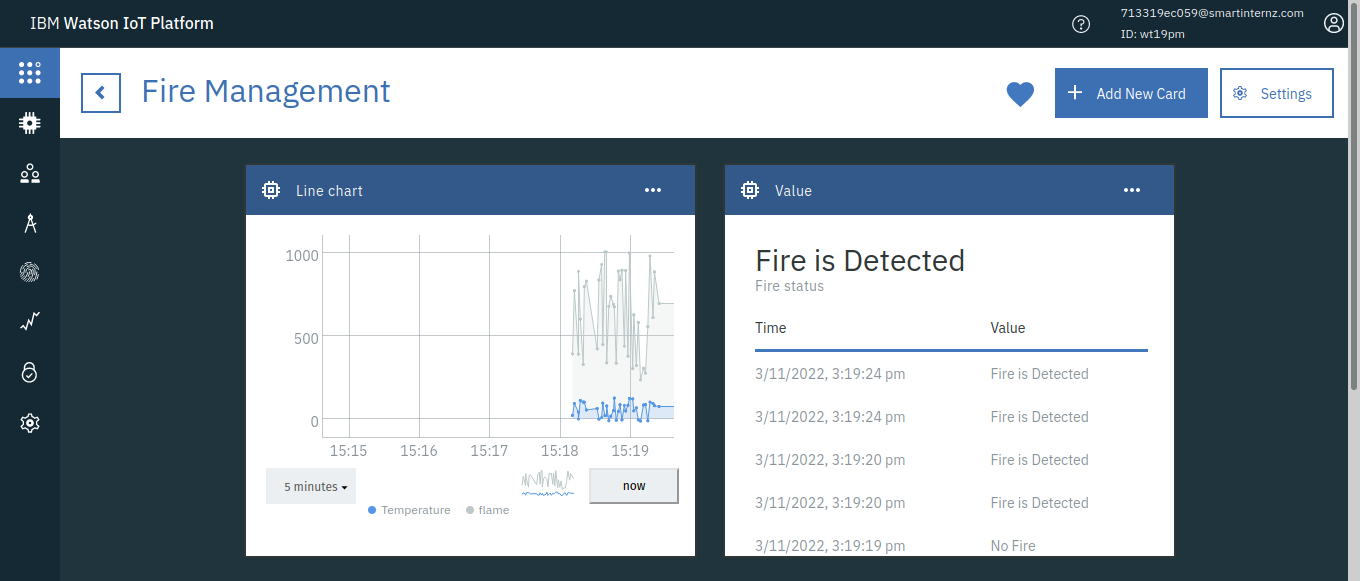 IBM Watson IoT Platform
713319ec059@smartinternz.com
ID: wt19pm
Fire Management
Add New Card
Settings
Line chart
1000
500
0
15:15 15:16 15:17 15:18 15:19
5 minutes
now
Temperature flame
Value
Fire is Detected
Fire status
Time Value
3/11/2022, 3:19:24 pm Fire is Detected
3/11/2022, 3:19:24 pm Fire is Detected
3/11/2022, 3:19:20 pm Fire is Detected
3/11/2022, 3:19:20 pm Fire is Detected
3/11/2022, 3:19:19 pm No Fire